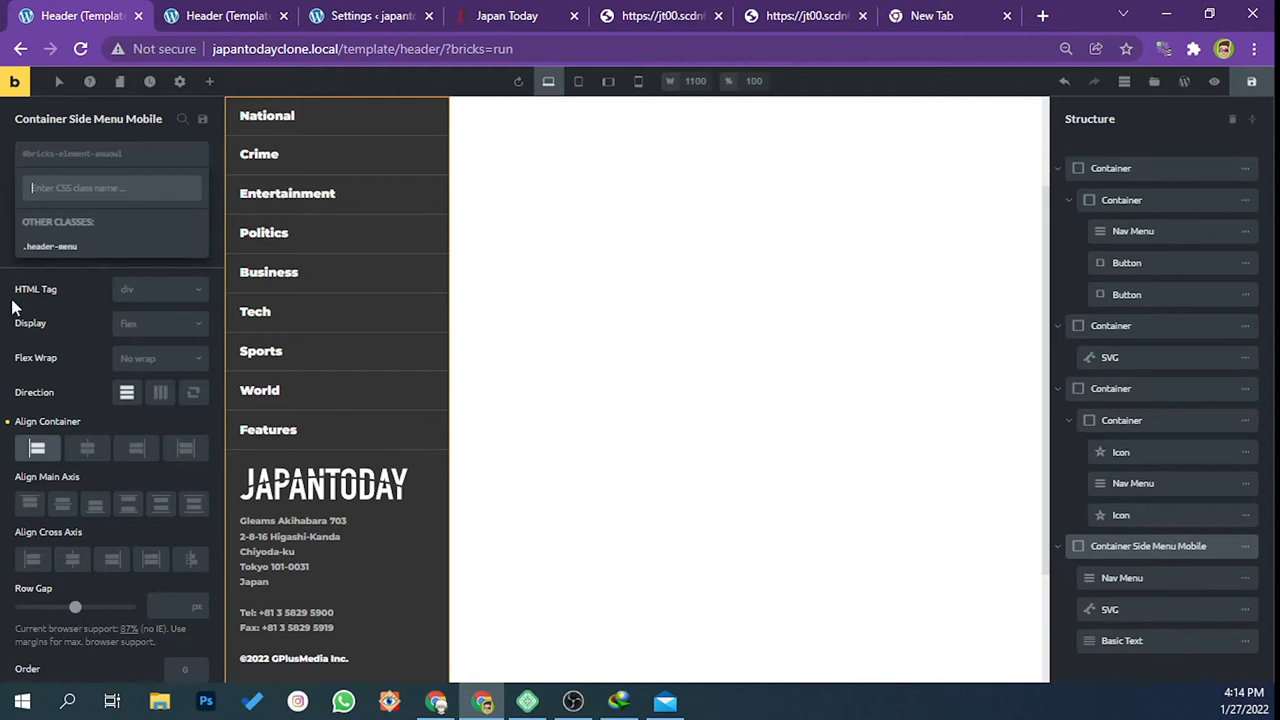 Header (Templat
Header (Templat
Settings ‹ japant
Japan Today
https://jt00.scdnf
https://jt00.scdnf
New Tab
Not secure
japantodayclone.local/template/header/?bricks=run
b
W 1100
% 100
Container Side Menu Mobile
Enter CSS class name ...
OTHER CLASSES:
.header-menu
HTML Tag
div
Display
Flex
Flex Wrap
No wrap
Direction
Align Container
Align Main Axis
Align Cross Axis
Row Gap
px
Current browser support: 87% (no IE). Use
margins for max. browser support.
Order
0
National
Crime
Entertainment
Politics
Business
Tech
Sports
World
Features
JAPANTODAY
Gleams Akihabara 703
2-8-16 Higashi-Kanda
Chiyoda-ku
Tokyo 101-0031
Japan
Tel: +81 3 5829 5900
Fax: +81 3 5829 5919
©2022 GPlusMedia Inc.
Structure
Container
Container
Nav Menu
Button
Button
Container
SVG
Container
Container
Icon
Nav Menu
Icon
Container Side Menu Mobile
Nav Menu
SVG
Basic Text
Ps
4:14 PM
1/27/2022